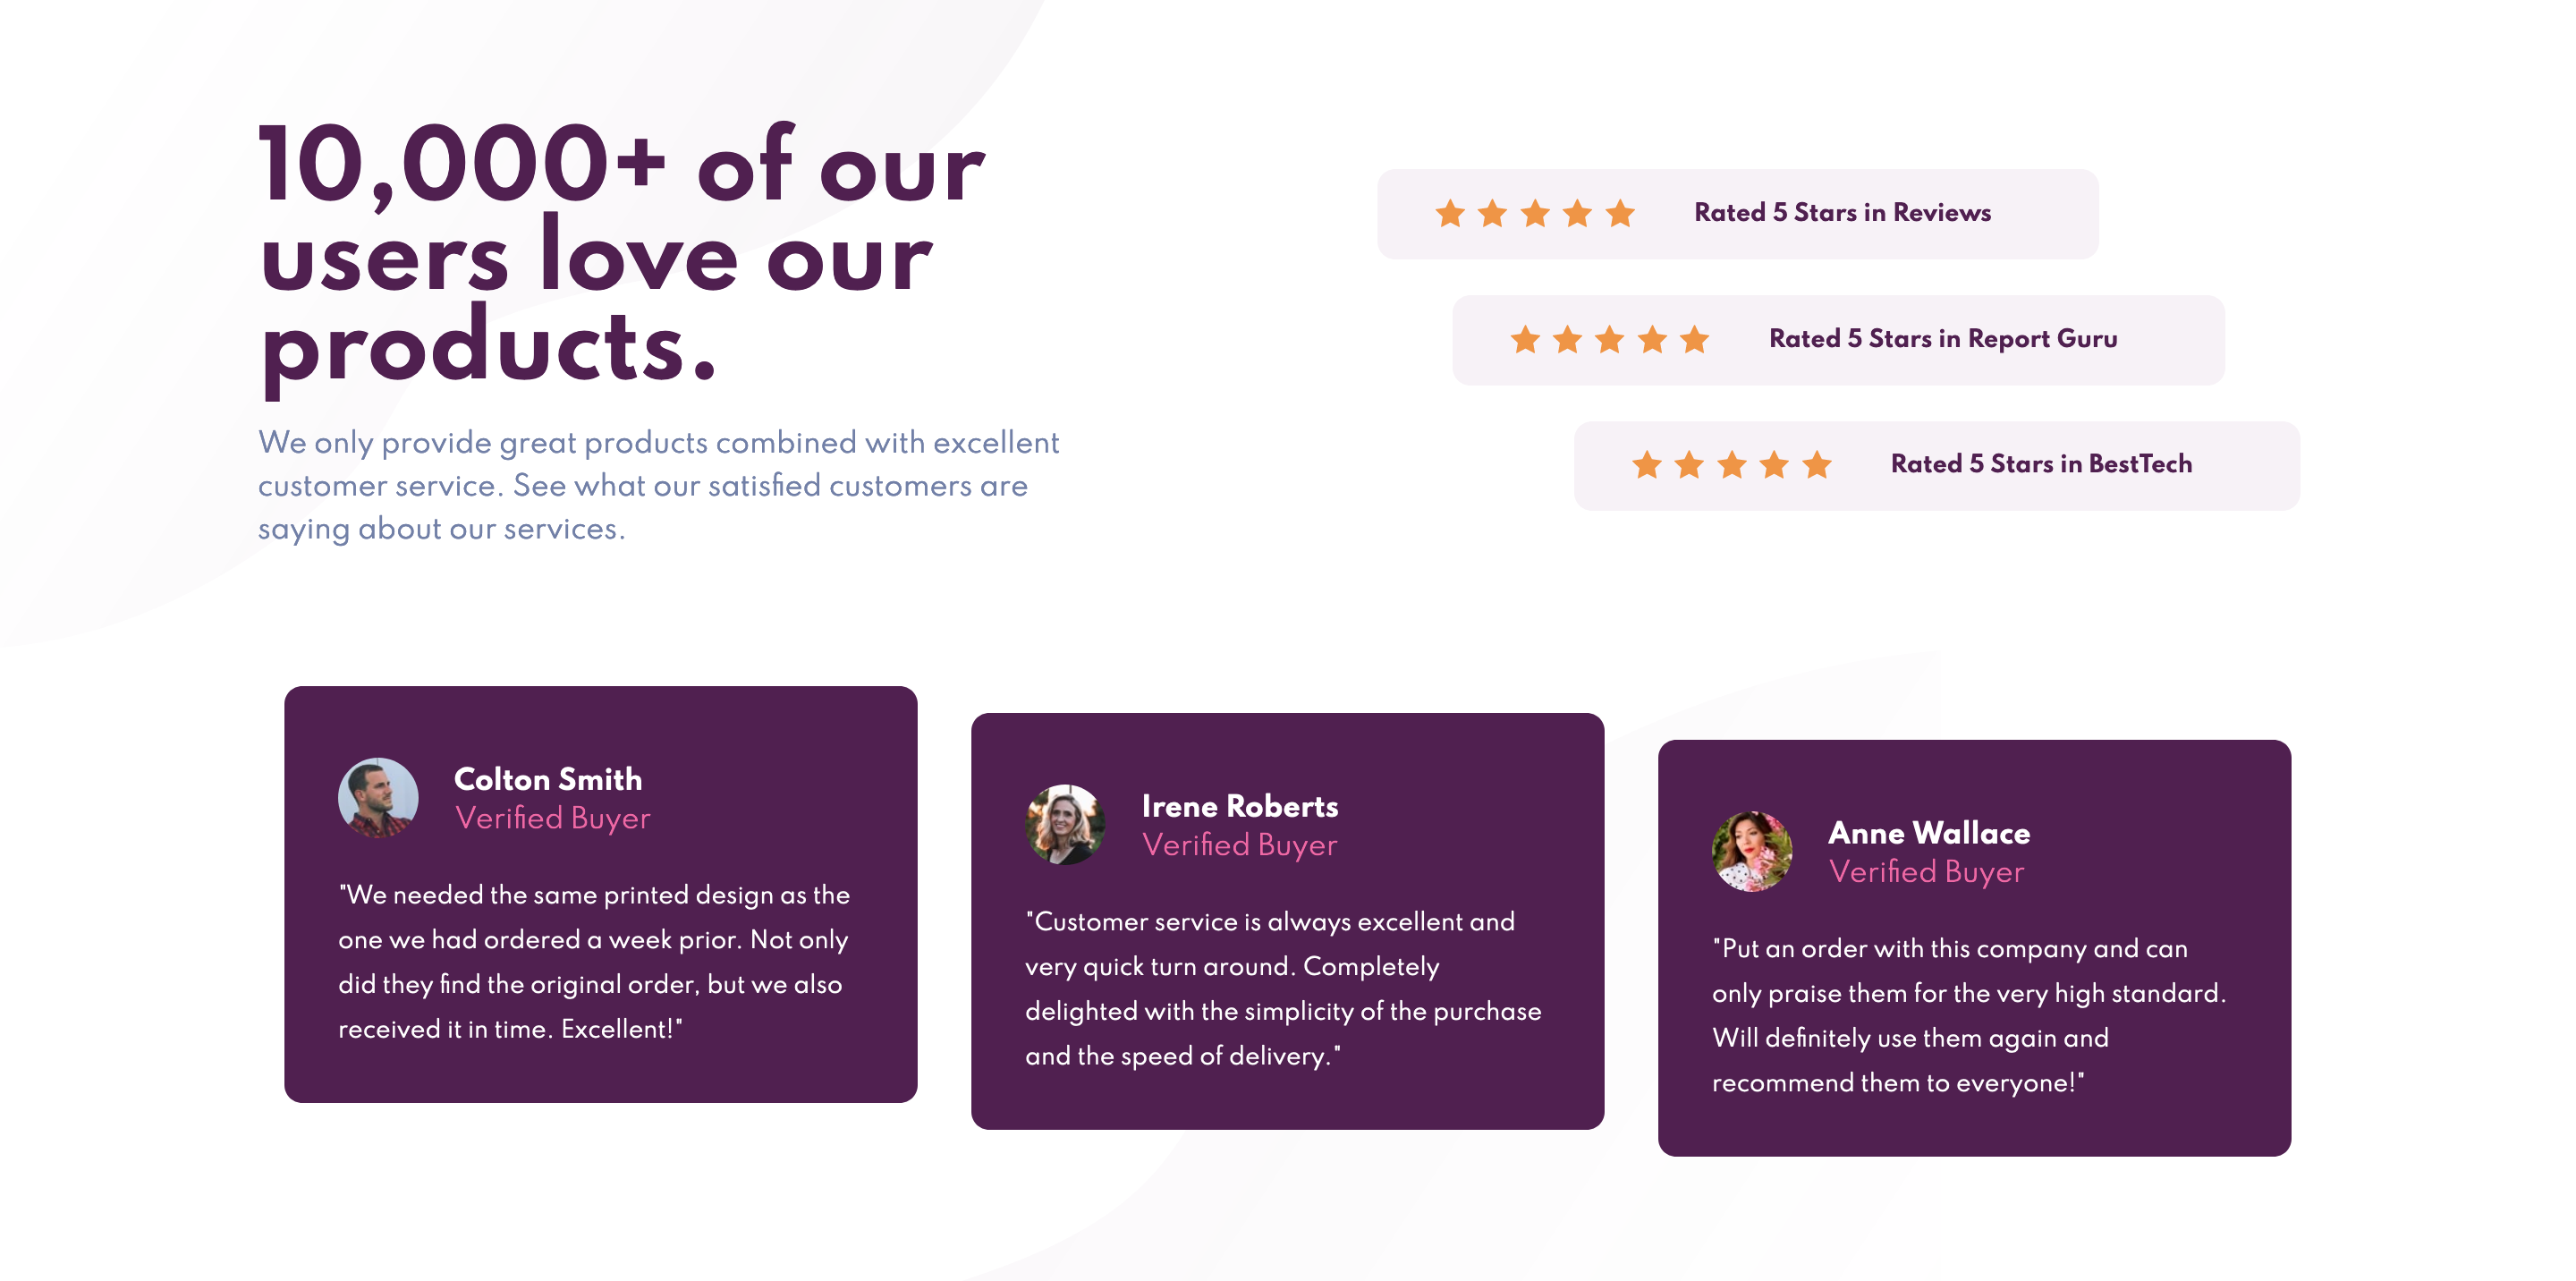 10,000+ of our
users love our
products.
We only provide great products combined with excellent
customer service. See what our satisfied customers are
saying about our services.
Rated 5 Stars in Reviews
Rated 5 Stars in Report Guru
Rated 5 Stars in BestTech
Colton Smith
Verified Buyer
"We needed the same printed design as the
one we had ordered a week prior. Not only
did they find the original order, but we also
received it in time. Excellent!"
Irene Roberts
Verified Buyer
"Customer service is always excellent and
very quick turn around. Completely
delighted with the simplicity of the purchase
and the speed of delivery."
Anne Wallace
Verified Buyer
"Put an order with this company and can
only praise them for the very high standard.
Will definitely use them again and
recommend them to everyone!"